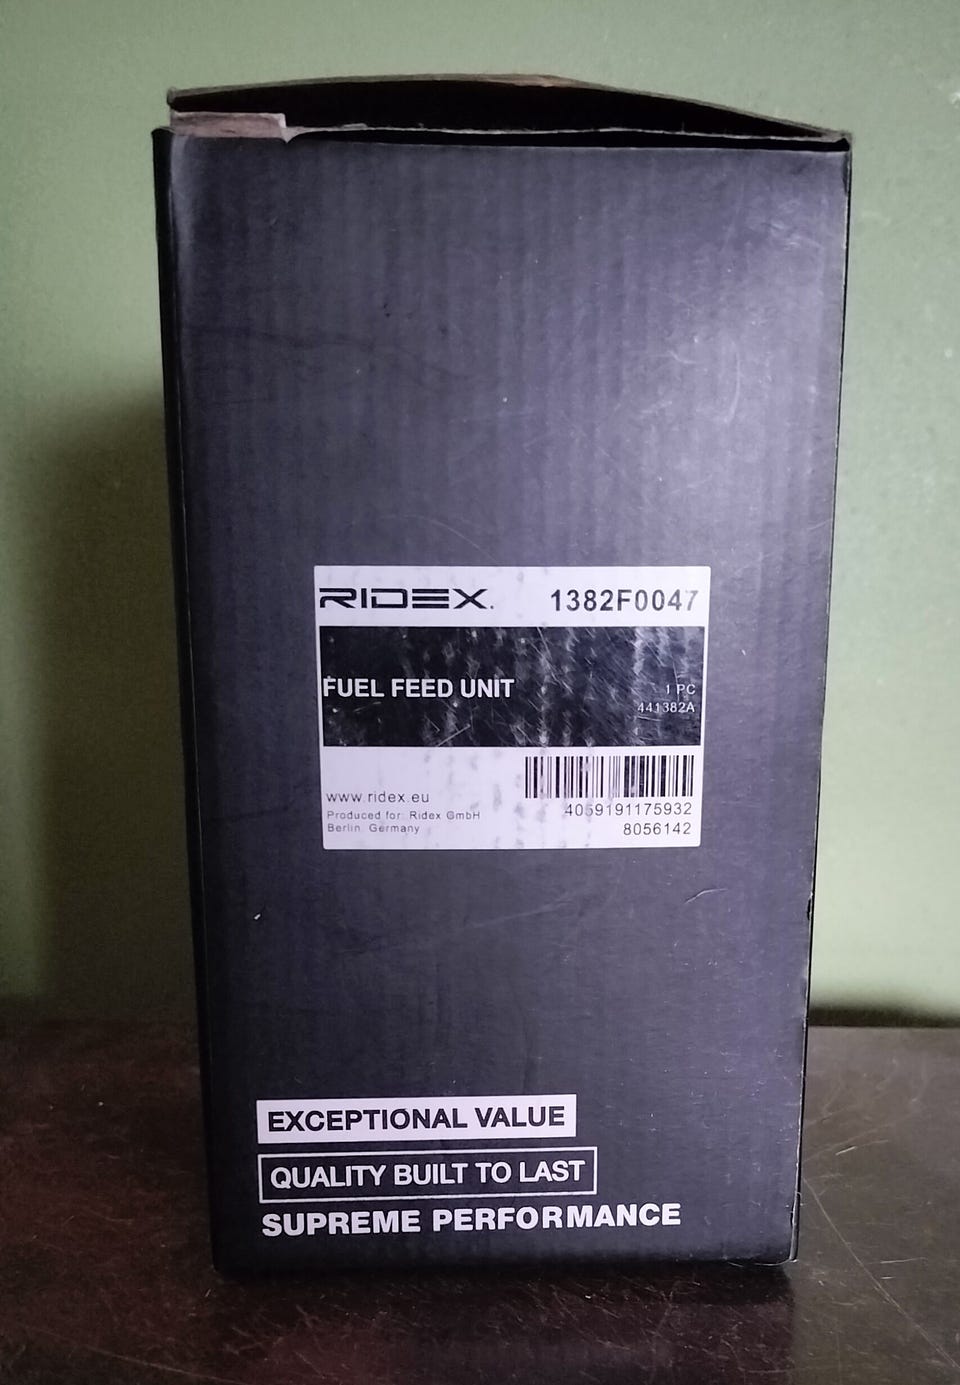 RIDEX. 1382F0047
FUEL FEED UNIT
1 PC
441382A
www.ridex.eu
Produced for: Ridex GmbH
Berlin. Germany
4059191175932
8056142
EXCEPTIONAL VALUE
QUALITY BUILT TO LAST
SUPREME PERFORMANCE